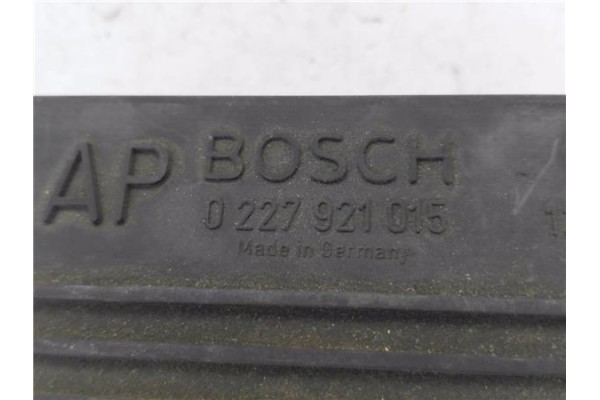 AP BOSCH
0 227 921 015
Made in Germany